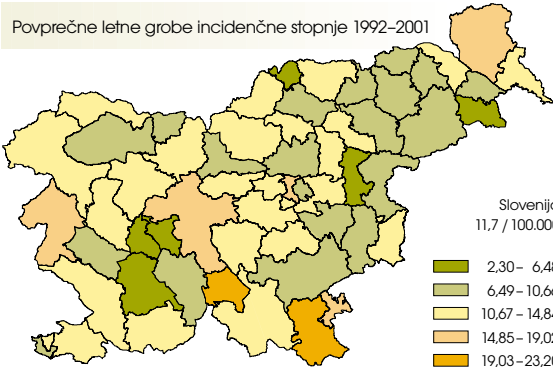 Povprečne letne grobe incidenčne stopnje 1992–2001
Slovenija
11,7 / 100.000
2,30 – 6,48
6,49 – 10,66
10,67 – 14,84
14,85 – 19,02
19,03 – 23,20